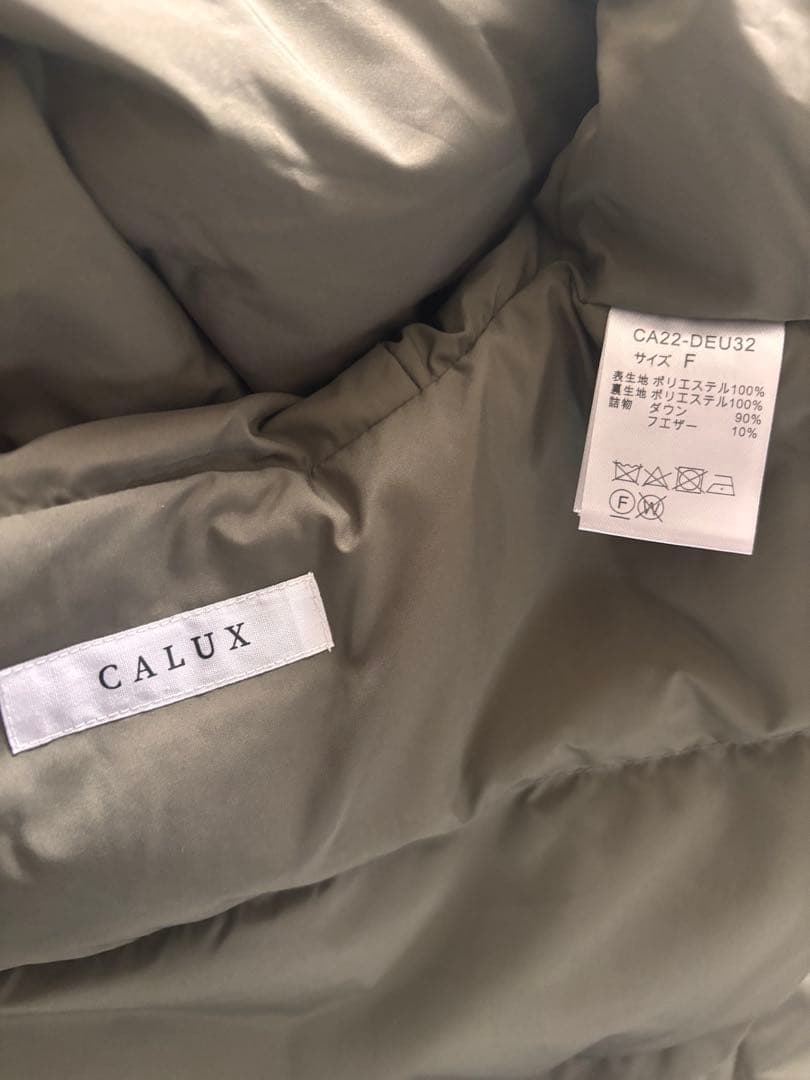 CA22-DEU32
サイズ F
表生地 ポリエステル100%
裏生地 ポリエステル100%
詰物 ダウン 90%
フエザー 10%
F W
CALUX